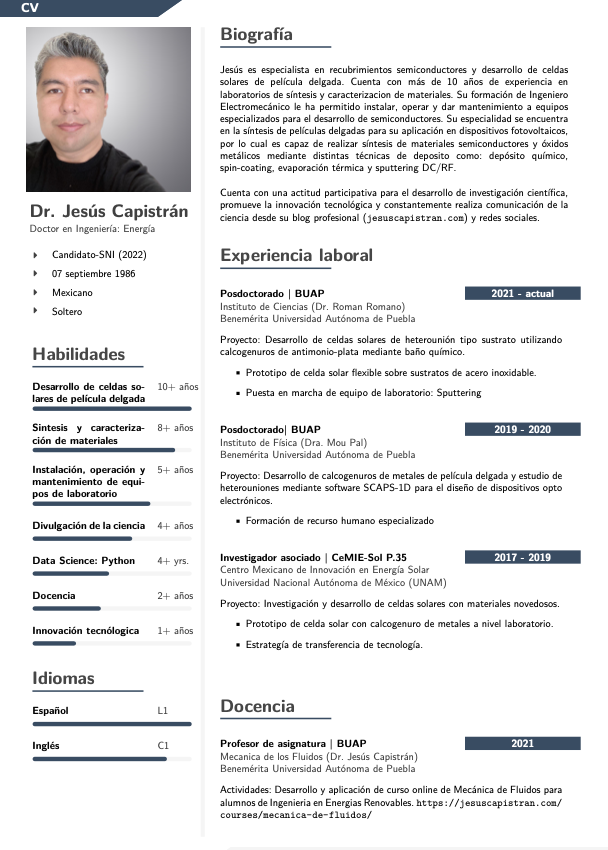 CV
Dr. Jesús Capistrán
Doctor en Ingeniería: Energía
Candidato-SNI (2022)
07 septiembre 1986
Mexicano
Soltero
Habilidades
Desarrollo de celdas so- 10+ años
lares de película delgada
Sintesis y caracteriza- 8+ años
ción de materiales
Instalación, operación y 5+ años
mantenimiento de equi-
pos de laboratorio
Divulgación de la ciencia 4+ años
Data Science: Python 4+ yrs.
Docencia 2+ años
Innovación tecnólogica 1+ años
Idiomas
Español L1
Inglés C1
Biografía
Jesús es especialista en recubrimientos semiconductores y desarrollo de celdas
solares de película delgada. Cuenta con más de 10 años de experiencia en
laboratorios de síntesis y caracterizacion de materiales. Su formación de Ingeniero
Electromecánico le ha permitido instalar, operar y dar mantenimiento a equipos
especializados para el desarrollo de semiconductores. Su especialidad se encuentra
en la síntesis de películas delgadas para su aplicación en dispositivos fotovoltaicos,
por lo cual es capaz de realizar síntesis de materiales semiconductores y óxidos
metálicos mediante distintas técnicas de deposito como: depósito químico,
spin-coating, evaporación térmica y sputtering DC/RF.
Cuenta con una actitud participativa para el desarrollo de investigación científica,
promueve la innovación tecnológica y constantemente realiza comunicación de la
ciencia desde su blog profesional (jesuscapistran.com) y redes sociales.
Experiencia laboral
Posdoctorado | BUAP 2021 - actual
Instituto de Ciencias (Dr. Roman Romano)
Benemérita Universidad Autónoma de Puebla
Proyecto: Desarrollo de celdas solares de heterounión tipo sustrato utilizando
calcogenuros de antimonio-plata mediante baño químico.
▪ Prototipo de celda solar flexible sobre sustratos de acero inoxidable.
▪ Puesta en marcha de equipo de laboratorio: Sputtering
Posdoctorado| BUAP 2019 - 2020
Instituto de Física (Dra. Mou Pal)
Benemérita Universidad Autónoma de Puebla
Proyecto: Desarrollo de calcogenuros de metales de película delgada y estudio de
heterouniones mediante software SCAPS-1D para el diseño de dispositivos opto
electrónicos.
▪ Formación de recurso humano especializado
Investigador asociado | CeMIE-Sol P.35 2017 - 2019
Centro Mexicano de Innovación en Energía Solar
Universidad Nacional Autónoma de México (UNAM)
Proyecto: Investigación y desarrollo de celdas solares con materiales novedosos.
▪ Prototipo de celda solar con calcogenuro de metales a nivel laboratorio.
▪ Estrategía de transferencia de tecnología.
Docencia
Profesor de asignatura | BUAP 2021
Mecanica de los Fluidos (Dr. Jesús Capistrán)
Benemérita Universidad Autónoma de Puebla
Actividades: Desarrollo y aplicación de curso online de Mecánica de Fluidos para
alumnos de Ingenieria en Energias Renovables. https://jesuscapistran.com/
courses/mecanica-de-fluidos/